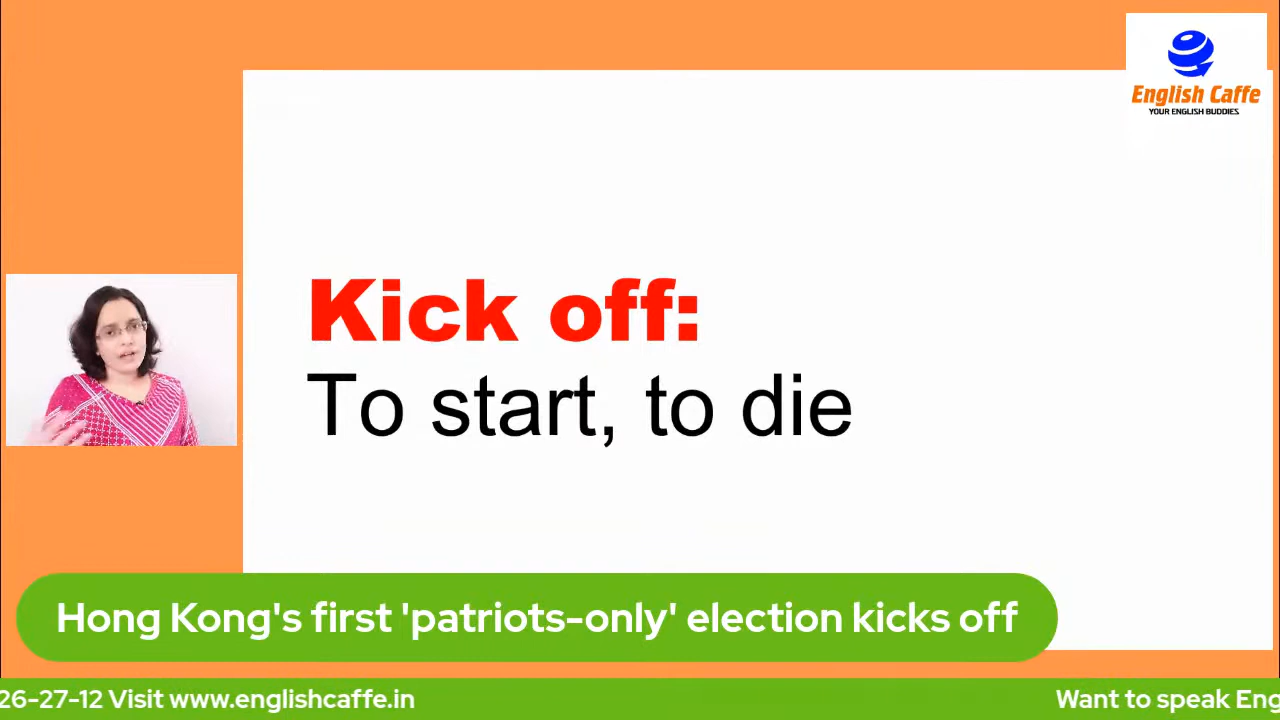 English Caffe
YOUR ENGLISH BUDDIES
Kick off:
To start, to die
Hong Kong's first 'patriots-only' election kicks off
26-27-12 Visit www.englishcaffe.in
Want to speak Eng